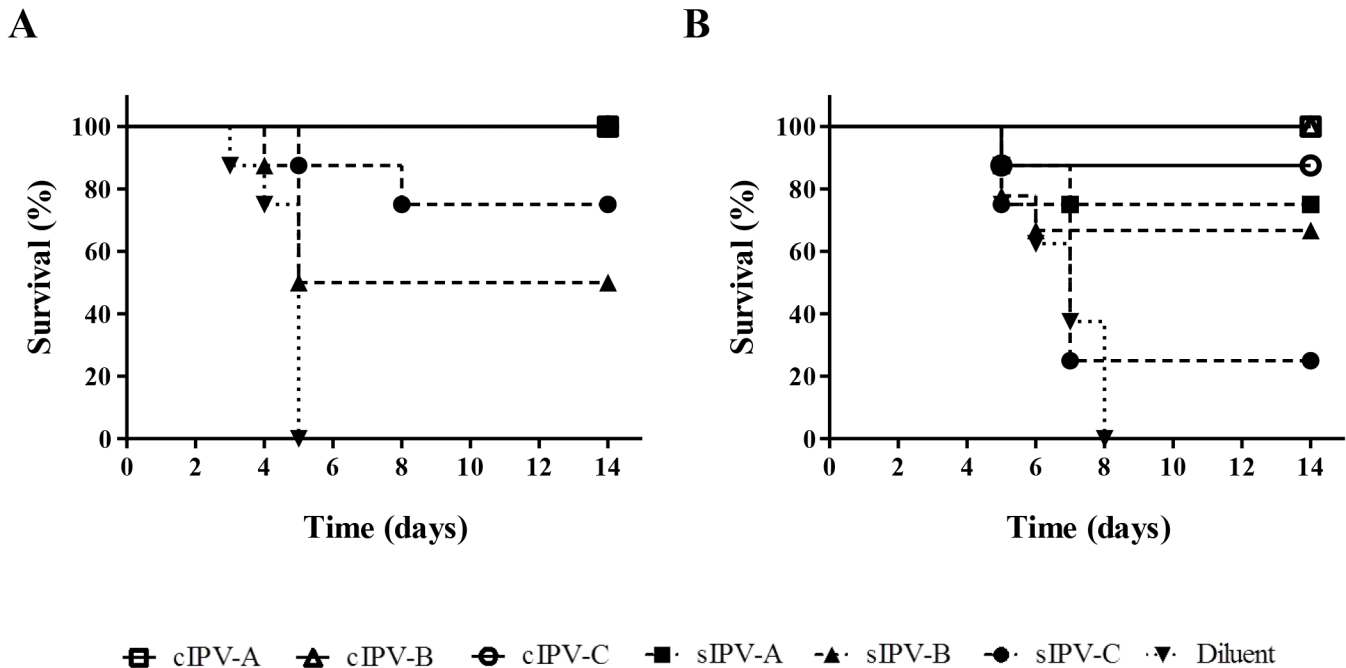 A B
100 100
80 80
60 60
40 40
20 20
0 0
0 2 4 6 8 10 12 14 0 2 4 6 8 10 12 14
Survival (%) Survival (%)
Time (days) Time (days)
cIPV-A cIPV-B cIPV-C sIPV-A sIPV-B sIPV-C Diluent